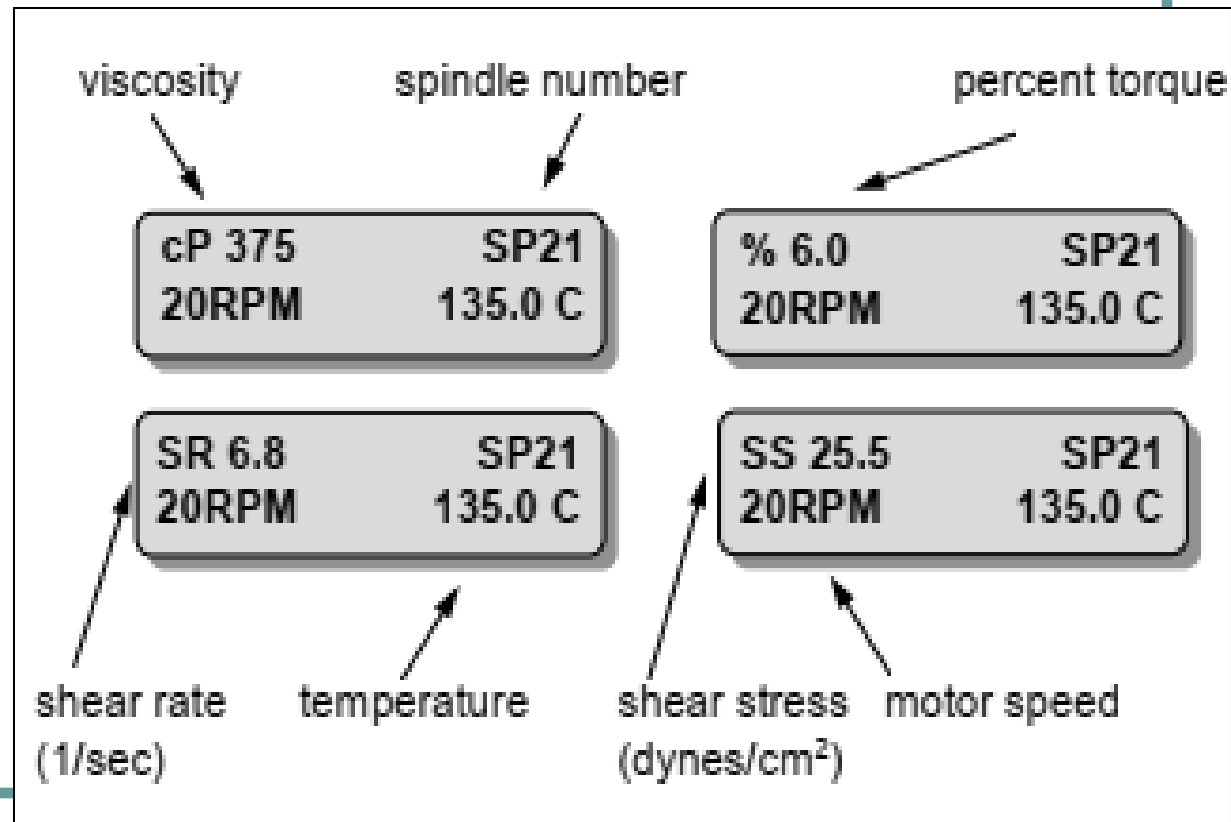 viscosity spindle number percent torque
cP 375 SP21
20RPM 135.0 C
% 6.0 SP21
20RPM 135.0 C
SR 6.8 SP21
20RPM 135.0 C
SS 25.5 SP21
20RPM 135.0 C
shear rate
(1/sec)
temperature
shear stress
(dynes/cm²)
motor speed